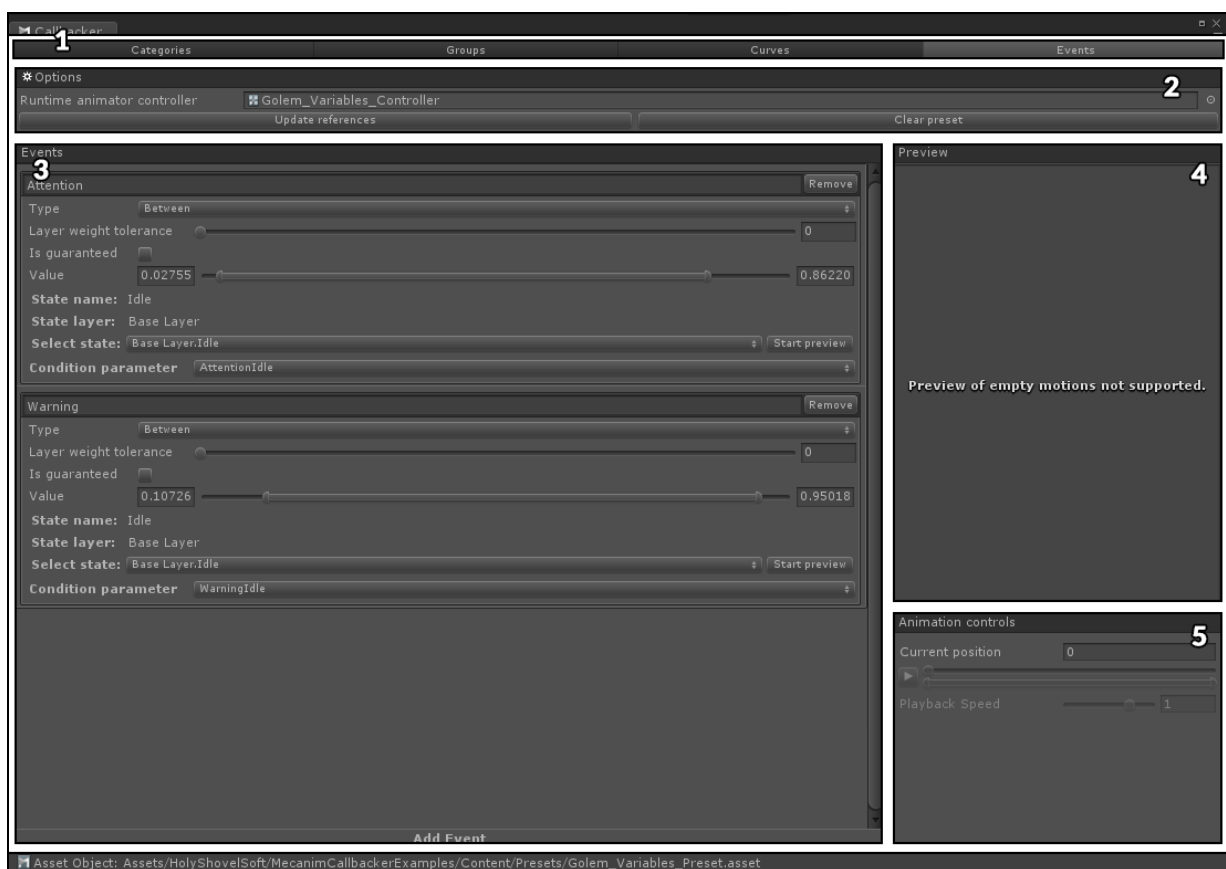 Callbacker
1
Categories Groups Curves Events
Options
2
Runtime animator controller Golem_Variables_Controller
Update references Clear preset
Events
3
Attention Remove
Type Between
Layer weight tolerance 0
Is guaranteed
Value 0.02755 0.86220
State name: Idle
State layer: Base Layer
Select state: Base Layer.Idle Start preview
Condition parameter AttentionIdle
Warning Remove
Type Between
Layer weight tolerance 0
Is guaranteed
Value 0.10726 0.95018
State name: Idle
State layer: Base Layer
Select state: Base Layer.Idle Start preview
Condition parameter WarningIdle
Add Event
Preview
4
Preview of empty motions not supported.
Animation controls
5
Current position 0
Playback Speed 1
Asset Object: Assets/HolyShovelSoft/MecanimCallbackerExamples/Content/Presets/Golem_Variables_Preset.asset